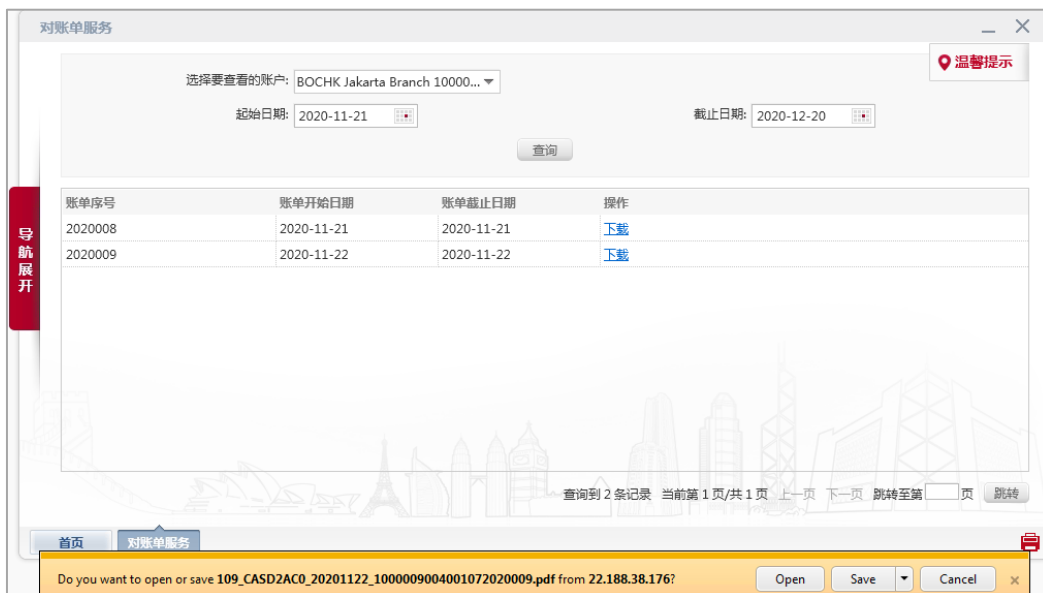 对账单服务
温馨提示
选择要查看的账户: BOCHK Jakarta Branch 10000...
起始日期: 2020-11-21 截止日期: 2020-12-20
查询
账单序号 账单开始日期 账单截止日期 操作
2020008 2020-11-21 2020-11-21 下载
2020009 2020-11-22 2020-11-22 下载
导航展开
查询到 2 条记录 当前第 1 页/共 1 页 上一页 下一页 跳转至第 页 跳转
首页 对账单服务
Do you want to open or save 109_CASD2AC0_20201122_1000009004001072020009.pdf from 22.188.38.176? Open Save Cancel